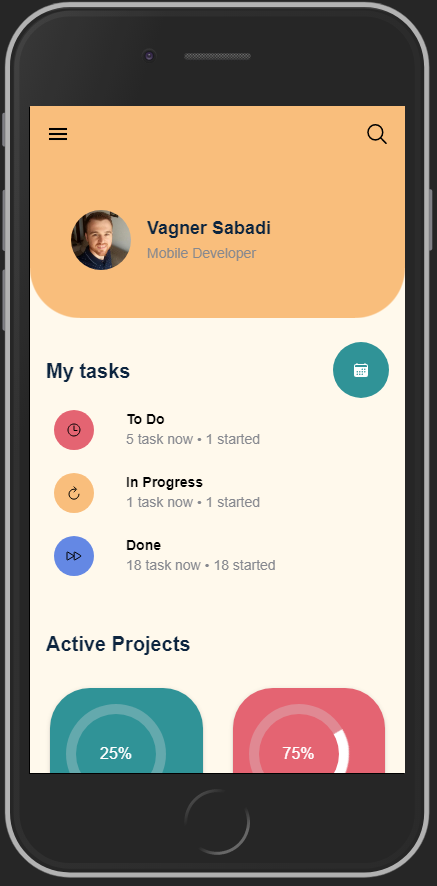 Vagner Sabadi
Mobile Developer
My tasks
To Do
5 task now • 1 started
In Progress
1 task now • 1 started
Done
18 task now • 18 started
Active Projects
25%
75%